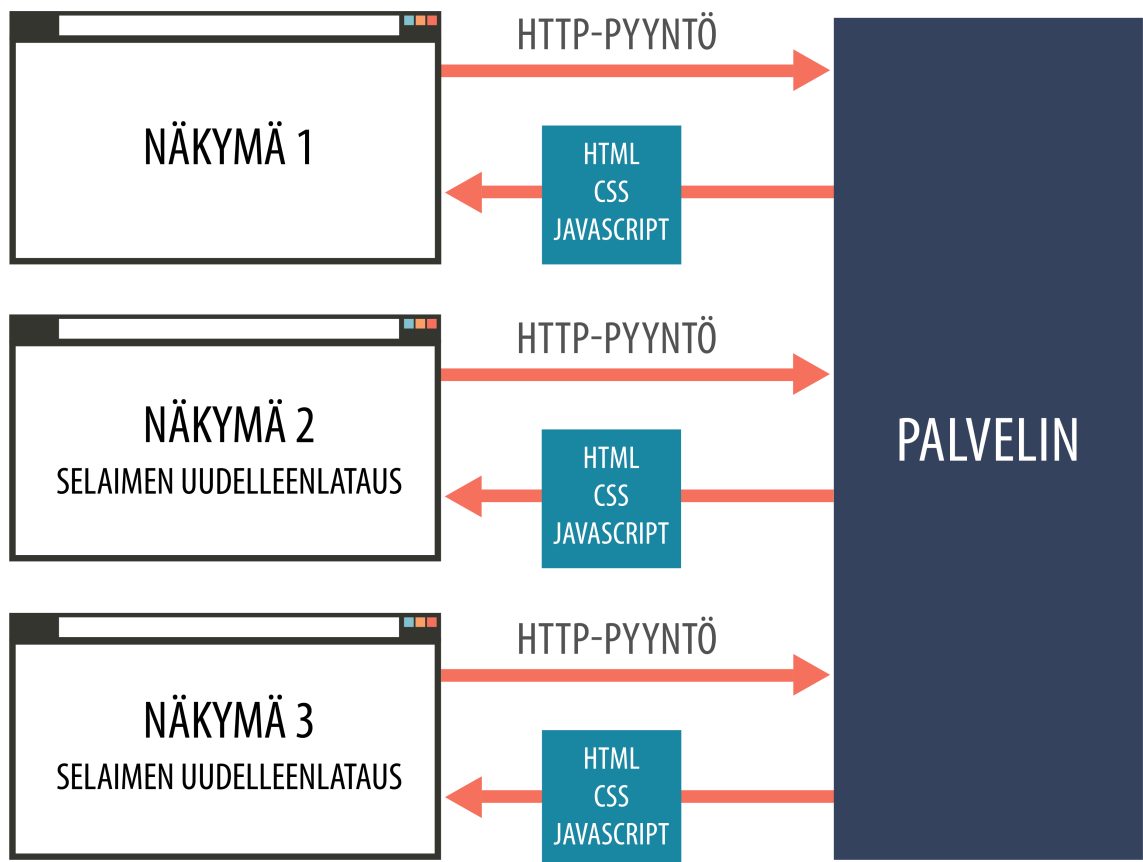 HTTP-PYYNTÖ
NÄKYMÄ 1
HTML
CSS
JAVASCRIPT
HTTP-PYYNTÖ
NÄKYMÄ 2
SELAIMEN UUDELLEENLATAUS
HTML
CSS
JAVASCRIPT
PALVELIN
HTTP-PYYNTÖ
NÄKYMÄ 3
SELAIMEN UUDELLEENLATAUS
HTML
CSS
JAVASCRIPT